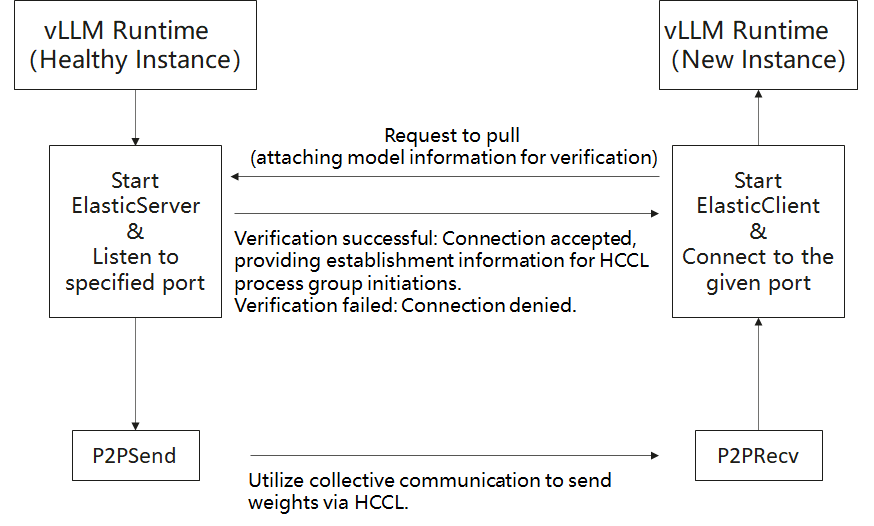 vLLM Runtime
(Healthy Instance)
vLLM Runtime
(New Instance)
Request to pull
(attaching model information for verification)
Start
ElasticServer
&
Listen to
specified port
Start
ElasticClient
&
Connect to the
given port
Verification successful: Connection accepted,
providing establishment information for HCCL
process group initiations.
Verification failed: Connection denied.
P2PSend
P2PRecv
Utilize collective communication to send
weights via HCCL.